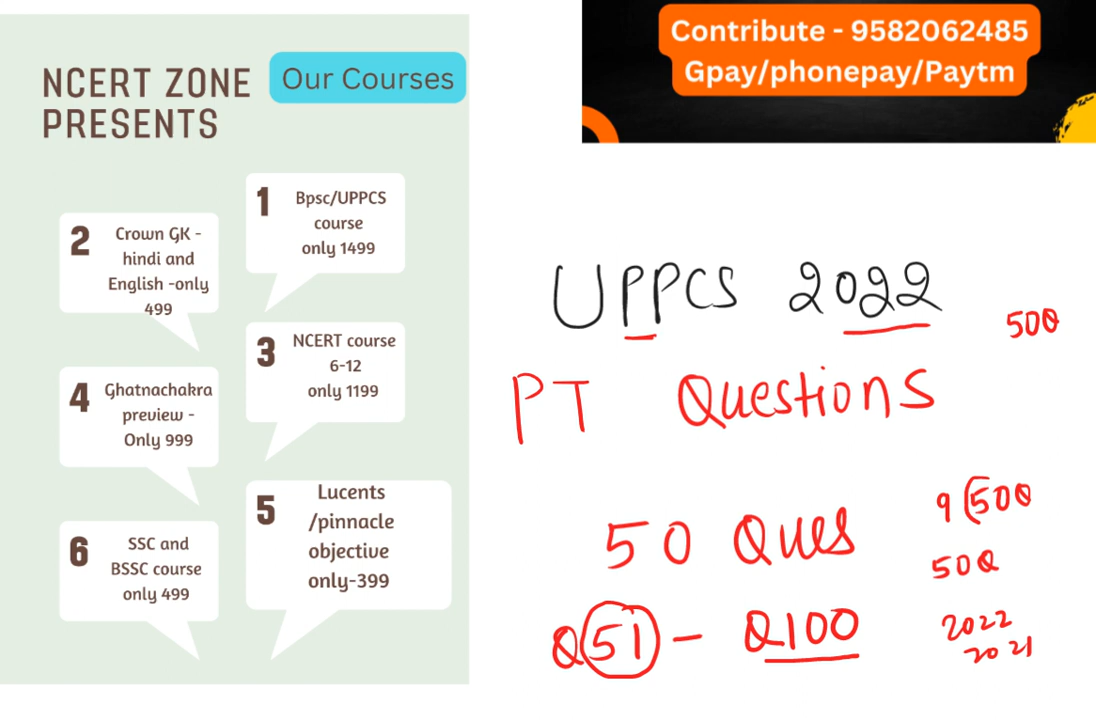 NCERT ZONE
PRESENTS
Our Courses
1
Bpsc/UPPCS
course
only 1499
2
Crown GK -
hindi and
English -only
499
3
NCERT course
6-12
only 1199
4
Ghatnachakra
preview -
Only 999
5
Lucents
/pinnacle
objective
only-399
6
SSC and
BSSC course
only 499
Contribute - 9582062485
Gpay/phonepay/Paytm
UPPCS 2022
50Q
PT Questions
9 (50Q
50 Ques
50Q
Q51 - Q100
2022
2021